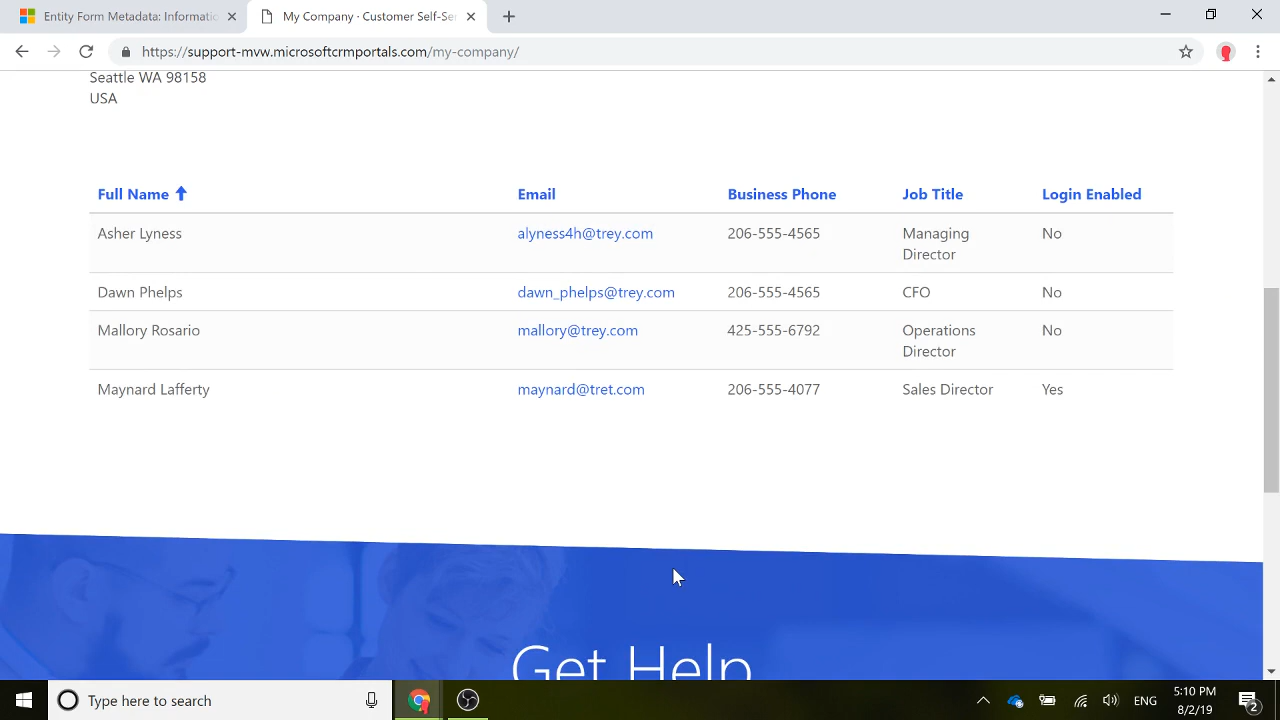 Entity Form Metadata: Informatio
My Company · Customer Self-Ser
https://support-mvw.microsoftcrmportals.com/my-company/
Seattle WA 98158
USA
Full Name Email Business Phone Job Title Login Enabled
Asher Lyness alyness4h@trey.com 206-555-4565 Managing Director No
Dawn Phelps dawn_phelps@trey.com 206-555-4565 CFO No
Mallory Rosario mallory@trey.com 425-555-6792 Operations Director No
Maynard Lafferty maynard@tret.com 206-555-4077 Sales Director Yes
Get Help
Type here to search
ENG
5:10 PM
8/2/19
2